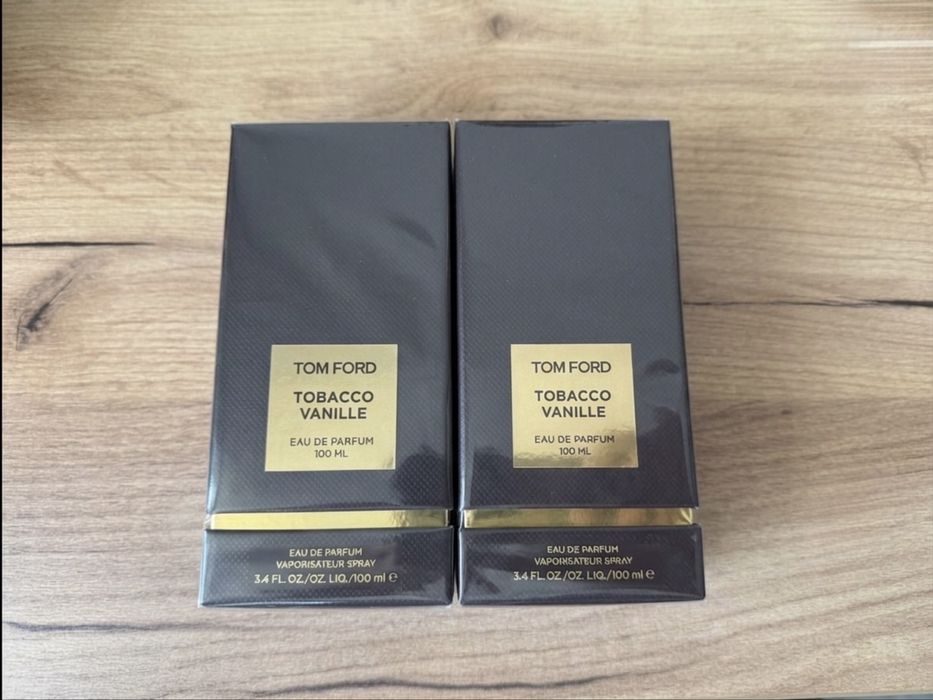 TOM FORD
TOBACCO
VANILLE
EAU DE PARFUM
100 ML
EAU DE PARFUM
VAPORISATEUR SPRAY
3.4 FL. OZ./OZ. LIQ./100 ml ℮
TOM FORD
TOBACCO
VANILLE
EAU DE PARFUM
100 ML
EAU DE PARFUM
VAPORISATEUR SPRAY
3.4 FL. OZ./OZ. LIQ./100 ml ℮